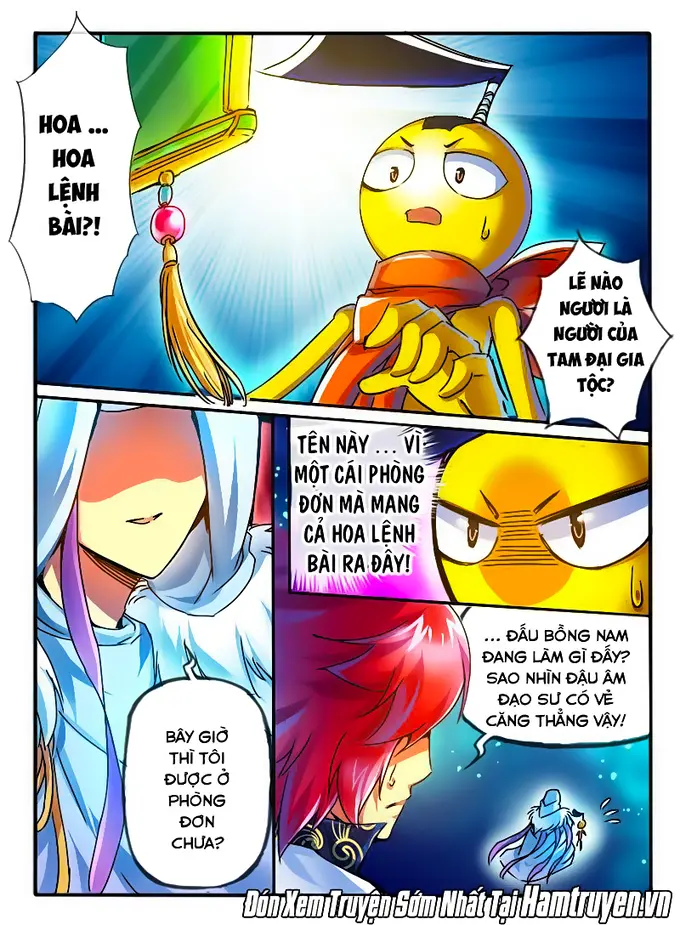 HOA ...
HOA
LỆNH
BÀI?!
LẼ NÀO
NGƯƠI LÀ
NGƯỜI CỦA
TAM ĐẠI GIA
TỘC?
TÊN NÀY ... VÌ
MỘT CÁI PHÒNG
ĐƠN MÀ MANG
CẢ HOA LỆNH
BÀI RA ĐÂY!
BÂY GIỜ
THÌ TÔI
ĐƯỢC Ở
PHÒNG
ĐƠN
CHƯA?
... ĐẤU BỒNG NAM
ĐANG LÀM GÌ ĐẤY?
SAO NHÌN ĐẬU ÂM
ĐẠO SƯ CÓ VẺ
CĂNG THẲNG VẬY!
Đón Xem Truyện Sớm Nhất Tại Hamtruyen.vn